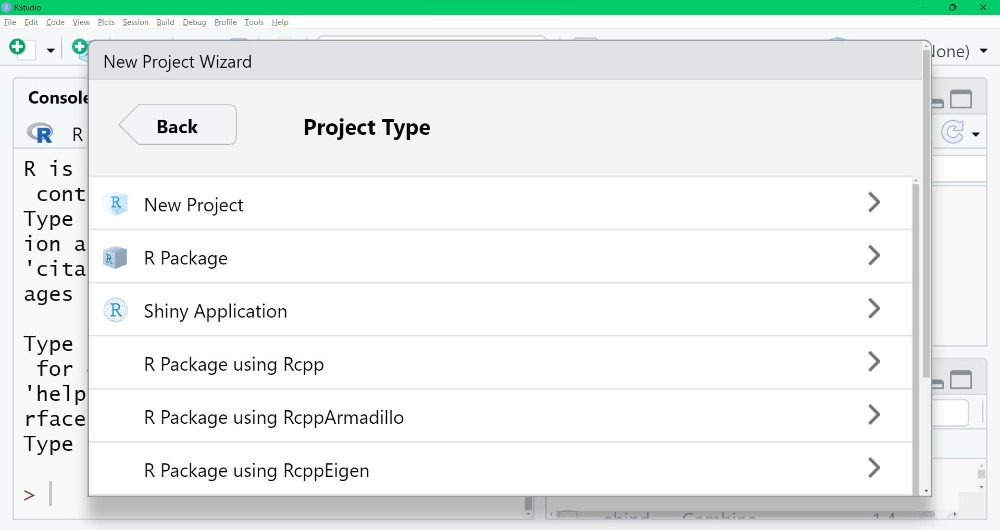 RStudio
File Edit Code View Plots Session Build Debug Profile Tools Help
New Project Wizard
Console
Back
Project Type
R
R is
cont
Type
ion a
'cita
ages
Type
for
'help
rface
Type
>
New Project
R Package
Shiny Application
R Package using Rcpp
R Package using RcppArmadillo
R Package using RcppEigen